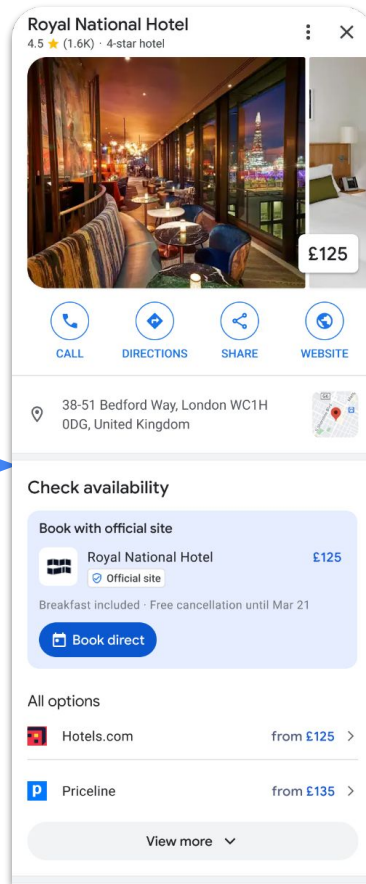 Royal National Hotel
4.5 ★ (1.6K) · 4-star hotel
£125
CALL
DIRECTIONS
SHARE
WEBSITE
38-51 Bedford Way, London WC1H
0DG, United Kingdom
Check availability
Book with official site
Royal National Hotel
£125
Official site
Breakfast included · Free cancellation until Mar 21
Book direct
All options
Hotels.com
from £125
p
Priceline
from £135
View more